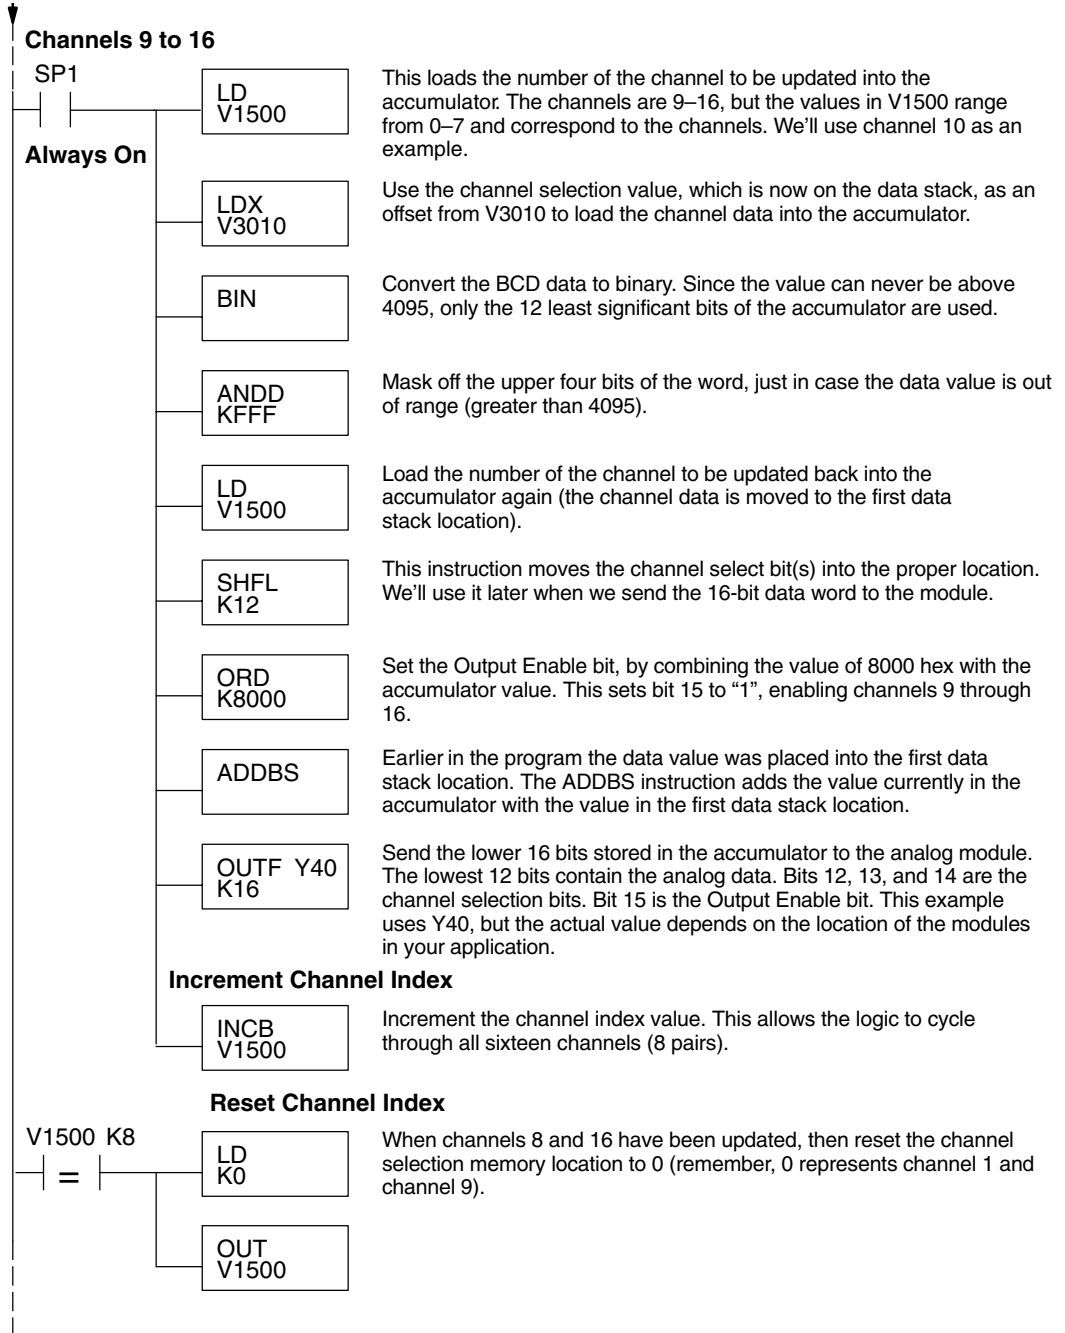 Channels 9 to 16
SP1
Always On
LD
V1500
This loads the number of the channel to be updated into the
accumulator. The channels are 9–16, but the values in V1500 range
from 0–7 and correspond to the channels. We’ll use channel 10 as an
example.
LDX
V3010
Use the channel selection value, which is now on the data stack, as an
offset from V3010 to load the channel data into the accumulator.
BIN
Convert the BCD data to binary. Since the value can never be above
4095, only the 12 least significant bits of the accumulator are used.
ANDD
KFFF
Mask off the upper four bits of the word, just in case the data value is out
of range (greater than 4095).
LD
V1500
Load the number of the channel to be updated back into the
accumulator again (the channel data is moved to the first data
stack location).
SHFL
K12
This instruction moves the channel select bit(s) into the proper location.
We’ll use it later when we send the 16-bit data word to the module.
ORD
K8000
Set the Output Enable bit, by combining the value of 8000 hex with the
accumulator value. This sets bit 15 to “1”, enabling channels 9 through
16.
ADDBS
Earlier in the program the data value was placed into the first data
stack location. The ADDBS instruction adds the value currently in the
accumulator with the value in the first data stack location.
OUTF Y40
K16
Send the lower 16 bits stored in the accumulator to the analog module.
The lowest 12 bits contain the analog data. Bits 12, 13, and 14 are the
channel selection bits. Bit 15 is the Output Enable bit. This example
uses Y40, but the actual value depends on the location of the modules
in your application.
Increment Channel Index
INCB
V1500
Increment the channel index value. This allows the logic to cycle
through all sixteen channels (8 pairs).
Reset Channel Index
V1500 K8
=
LD
K0
When channels 8 and 16 have been updated, then reset the channel
selection memory location to 0 (remember, 0 represents channel 1 and
channel 9).
OUT
V1500